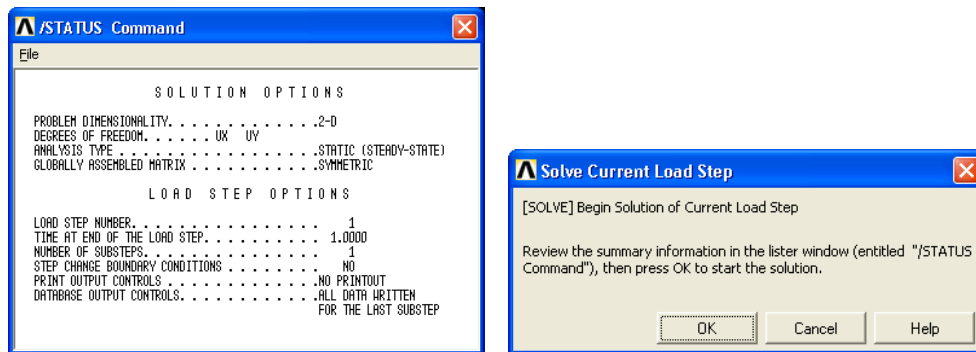 /STATUS Command
File
SOLUTION OPTIONS
PROBLEM DIMENSIONALITY. . . . . . . . . . . . .2-D
DEGREES OF FREEDOM. . . . . . UX UY
ANALYSIS TYPE . . . . . . . . . . . . . . . . .STATIC (STEADY-STATE)
GLOBALLY ASSEMBLED MATRIX . . . . . . . . . . .SYMMETRIC
LOAD STEP OPTIONS
LOAD STEP NUMBER. . . . . . . . . . . . . . . . 1
TIME AT END OF THE LOAD STEP. . . . . . . . . . 1.0000
NUMBER OF SUBSTEPS. . . . . . . . . . . . . . . 1
STEP CHANGE BOUNDARY CONDITIONS . . . . . . . . NO
PRINT OUTPUT CONTROLS . . . . . . . . . . . . .NO PRINTOUT
DATABASE OUTPUT CONTROLS. . . . . . . . . . . .ALL DATA WRITTEN
FOR THE LAST SUBSTEP
Solve Current Load Step
[SOLVE] Begin Solution of Current Load Step
Review the summary information in the lister window (entitled "/STATUS
Command"), then press OK to start the solution.
OK Cancel Help